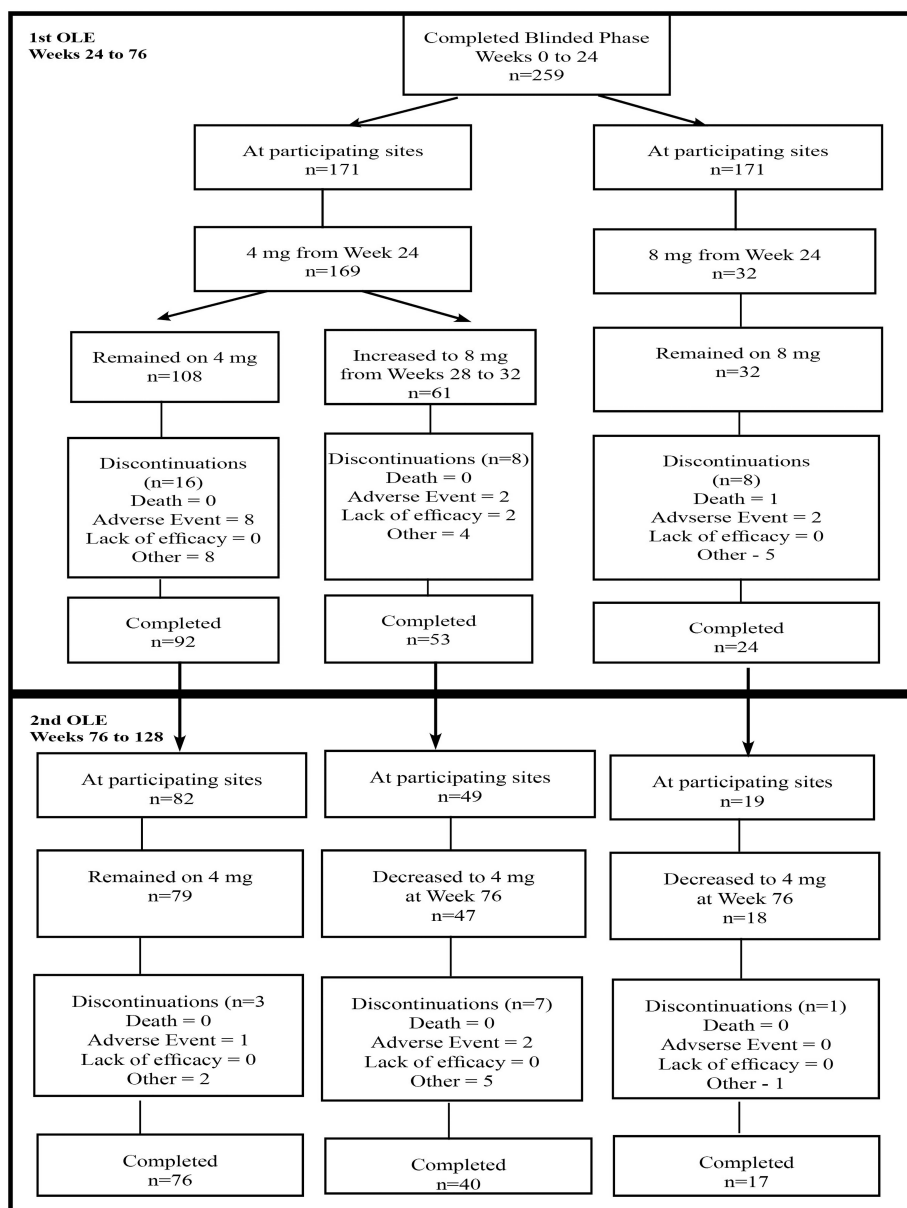 1st OLE
Weeks 24 to 76
Completed Blinded Phase
Weeks 0 to 24
n=259
At participating sites
n=171
At participating sites
n=171
4 mg from Week 24
n=169
8 mg from Week 24
n=32
Remained on 4 mg
n=108
Increased to 8 mg
from Weeks 28 to 32
n=61
Remained on 8 mg
n=32
Discontinuations
(n=16)
Death = 0
Adverse Event = 8
Lack of efficacy = 0
Other = 8
Discontinuations (n=8)
Death = 0
Adverse Event = 2
Lack of efficacy = 2
Other = 4
Discontinuations
(n=8)
Death = 1
Advserse Event = 2
Lack of efficacy = 0
Other - 5
Completed
n=92
Completed
n=53
Completed
n=24
2nd OLE
Weeks 76 to 128
At participating sites
n=82
At participating sites
n=49
At participating sites
n=19
Remained on 4 mg
n=79
Decreased to 4 mg
at Week 76
n=47
Decreased to 4 mg
at Week 76
n=18
Discontinuations (n=3
Death = 0
Adverse Event = 1
Lack of efficacy = 0
Other = 2
Discontinuations (n=7)
Death = 0
Adverse Event = 2
Lack of efficacy = 0
Other = 5
Discontinuations (n=1)
Death = 0
Advserse Event = 0
Lack of efficacy = 0
Other - 1
Completed
n=76
Completed
n=40
Completed
n=17